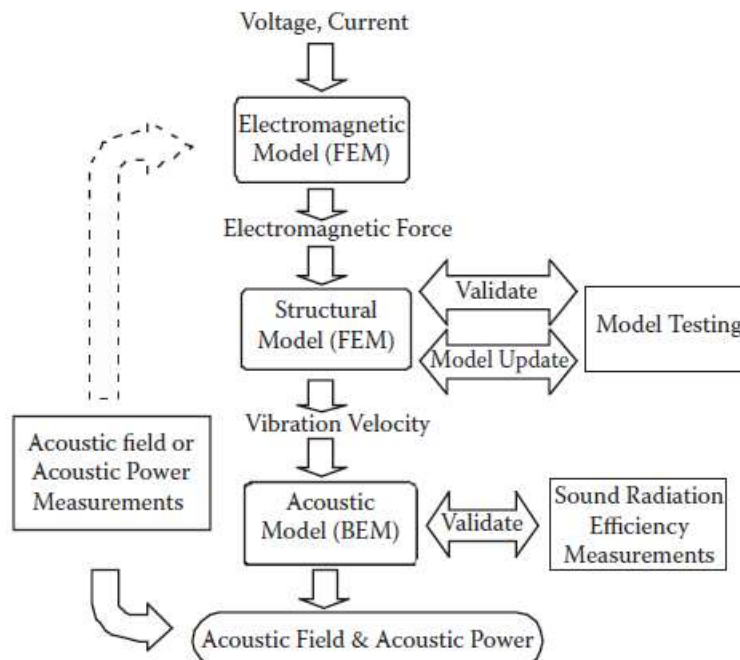 Voltage, Current
Electromagnetic
Model (FEM)
Electromagnetic Force
Structural
Model (FEM)
Validate
Model Update
Model Testing
Vibration Velocity
Acoustic field or
Acoustic Power
Measurements
Acoustic
Model (BEM)
Validate
Sound Radiation
Efficiency
Measurements
Acoustic Field & Acoustic Power